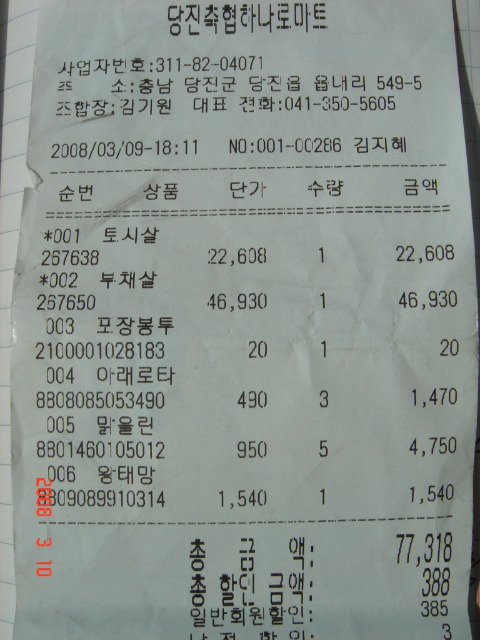 당진축협하나로마트
사업자번호:311-82-04071
주 소:충남 당진군 당진읍 읍내리 549-5
조합장:김기원 대표 전화:041-350-5605
2008/03/09-18:11 NO:001-00286 김지혜
순번 상품 단가 수량 금액
*001 토시살
267638 22,608 1 22,608
*002 부채살
267650 46,930 1 46,930
003 포장봉투
2100001028183 20 1 20
004 아래로타
8808085053490 490 3 1,470
005 맑울린
8801460105012 950 5 4,750
006 왕태망
8809089910314 1,540 1 1,540
총 금 액: 77,318
총 할인 금액: 388
일반회원할인: 385
할인: 3
2008 3 10